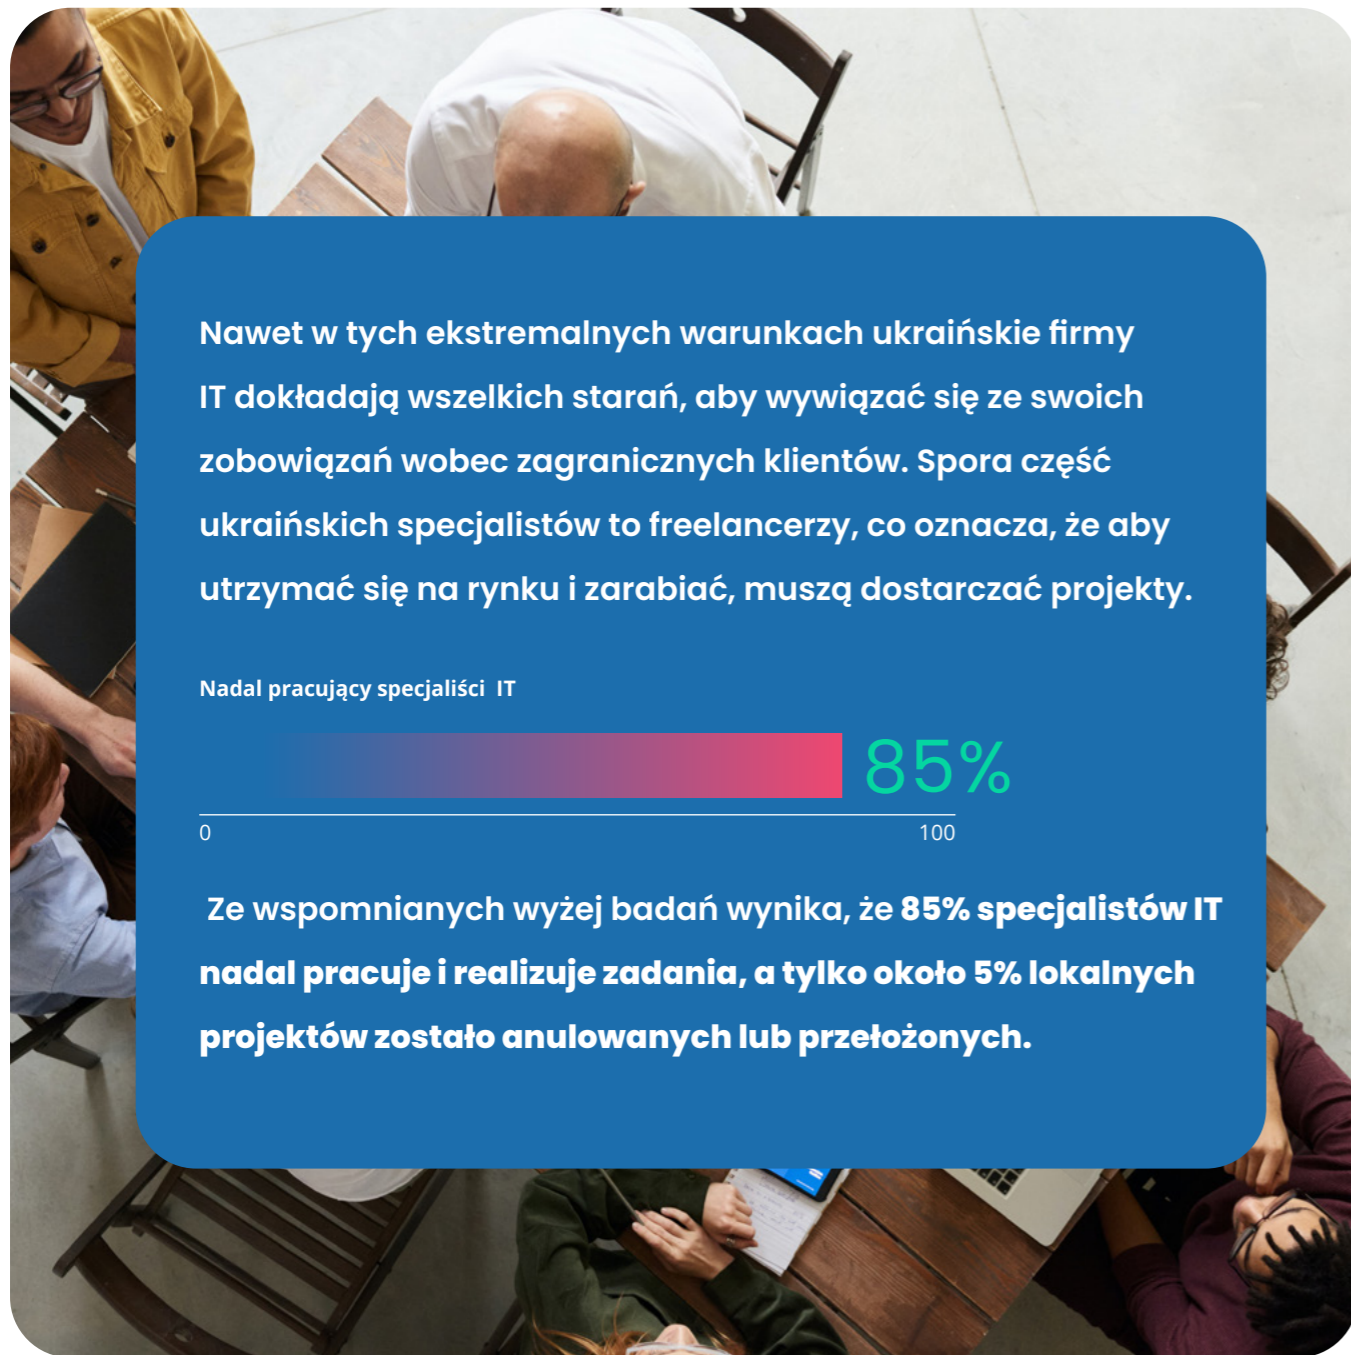 Nawet w tych ekstremalnych warunkach ukraińskie firmy
IT dokładają wszelkich starań, aby wywiązać się ze swoich
zobowiązań wobec zagranicznych klientów. Spora część
ukraińskich specjalistów to freelancerzy, co oznacza, że aby
utrzymać się na rynku i zarabiać, muszą dostarczać projekty.
Nadal pracujący specjaliści IT
85%
0 100
Ze wspomnianych wyżej badań wynika, że 85% specjalistów IT
nadal pracuje i realizuje zadania, a tylko około 5% lokalnych
projektów zostało anulowanych lub przełożonych.